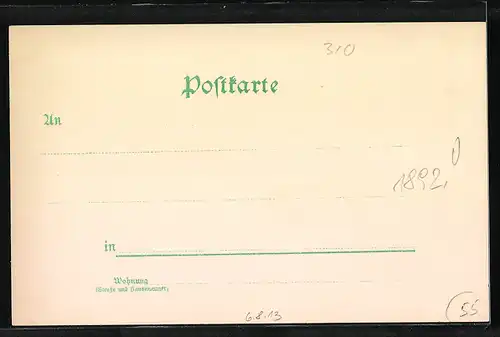 310
Postkarte
An
1892,
in
Wohnung
(Straße und Hausnummer)
6.8.13
55